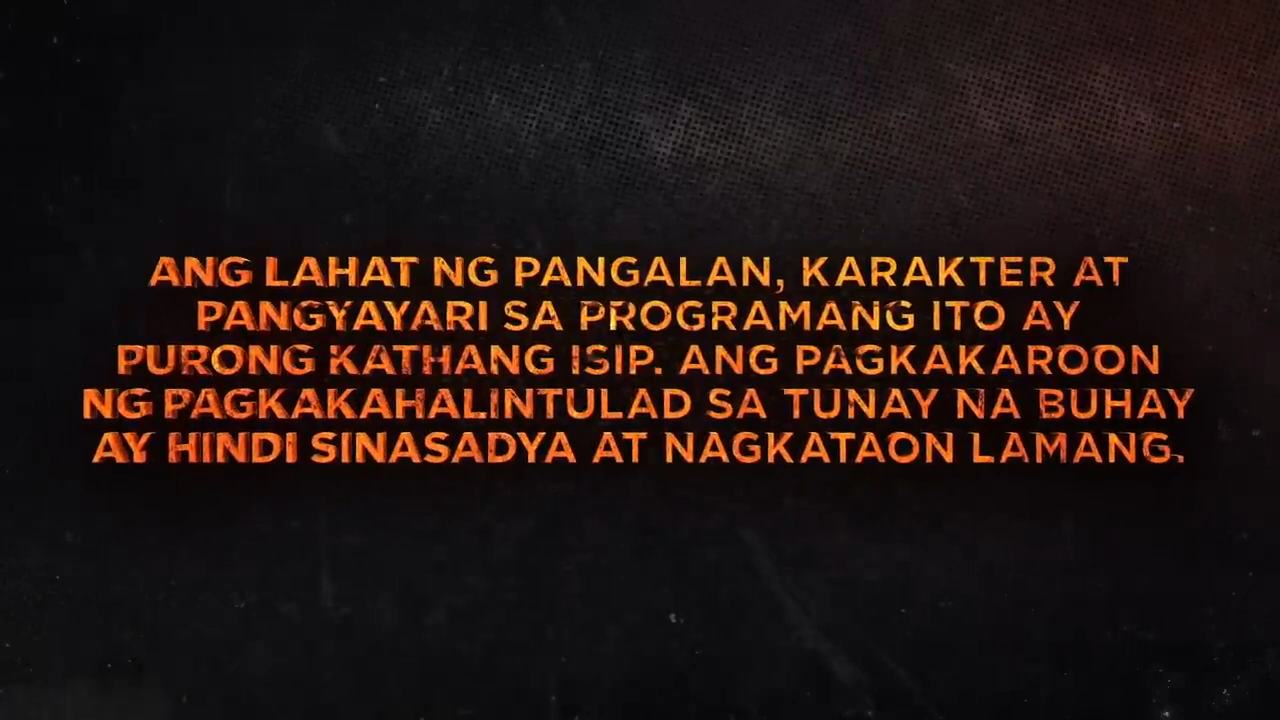 ANG LAHAT NG PANGALAN, KARAKTER AT
PANGYAYARI SA PROGRAMANG ITO AY
PURONG KATHANG ISIP. ANG PAGKAKAROON
NG PAGKAKAHALINTULAD SA TUNAY NA BUHAY
AY HINDI SINASADYA AT NAGKATAON LAMANG.